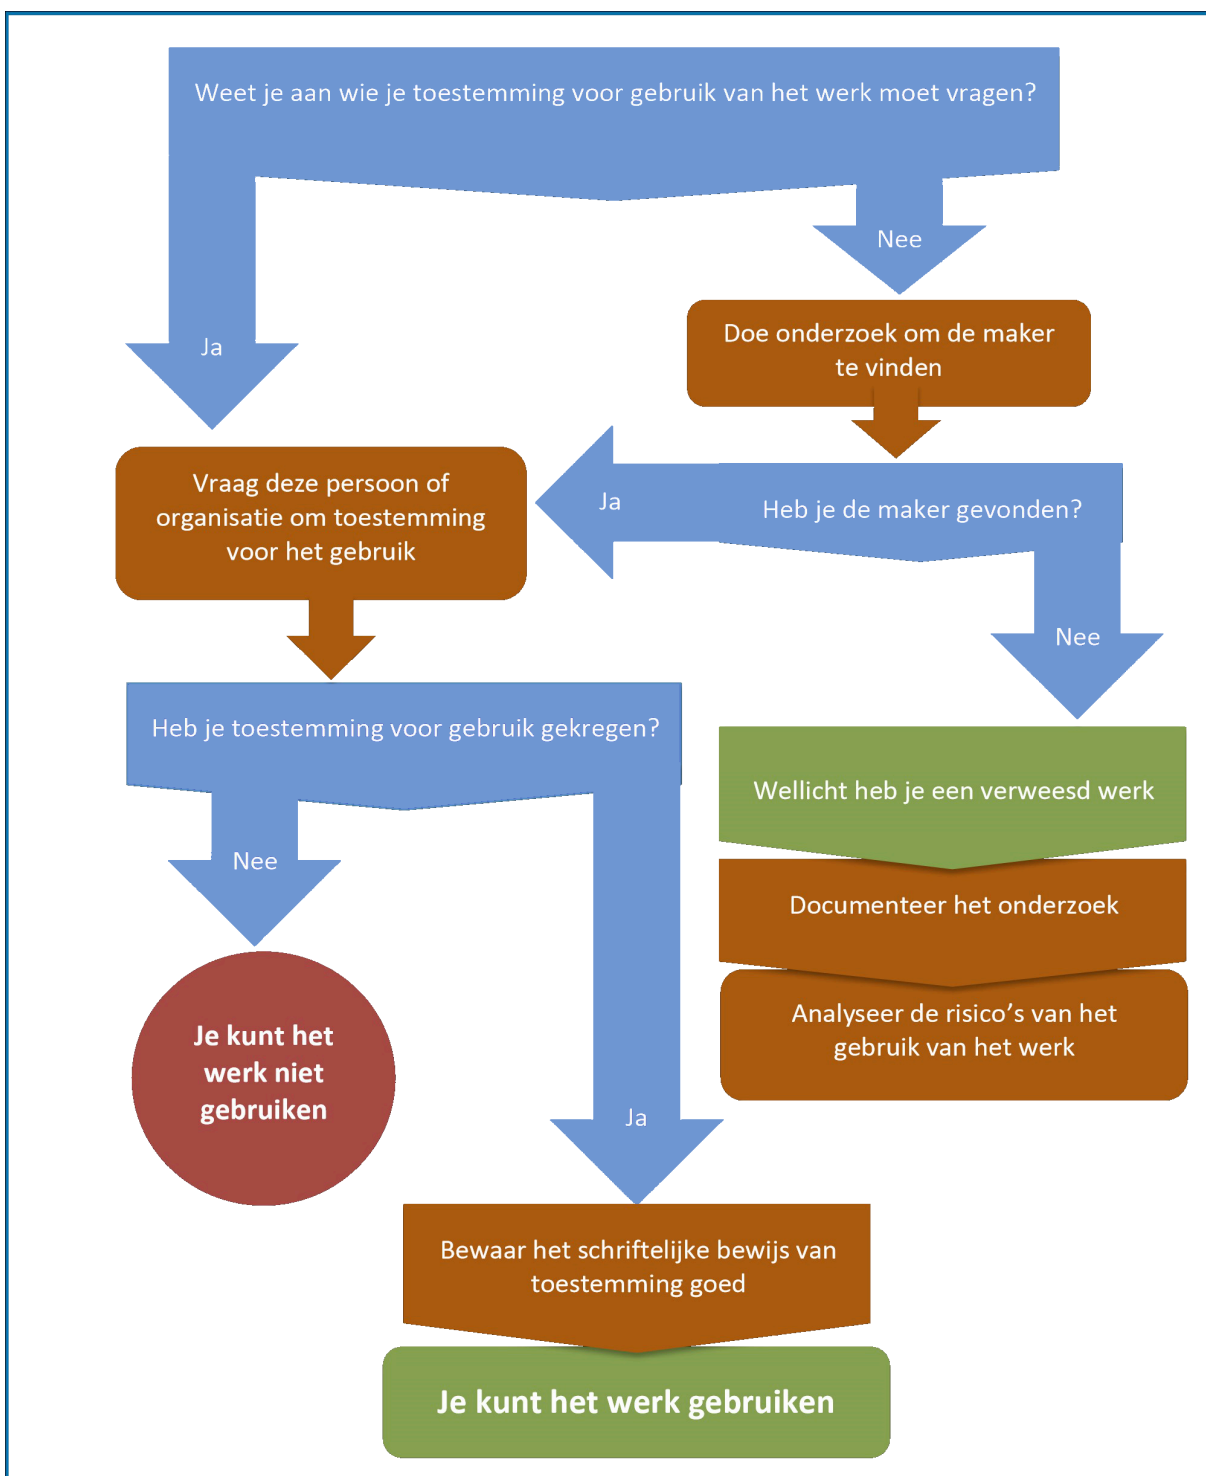 Weet je aan wie je toestemming voor gebruik van het werk moet vragen?
Nee
Ja
Doe onderzoek om de maker
te vinden
Vraag deze persoon of
organisatie om toestemming
voor het gebruik
Ja
Heb je de maker gevonden?
Nee
Heb je toestemming voor gebruik gekregen?
Wellicht heb je een verweesd werk
Nee
Documenteer het onderzoek
Analyseer de risico’s van het
gebruik van het werk
Je kunt het
werk niet
gebruiken
Ja
Bewaar het schriftelijke bewijs van
toestemming goed
Je kunt het werk gebruiken